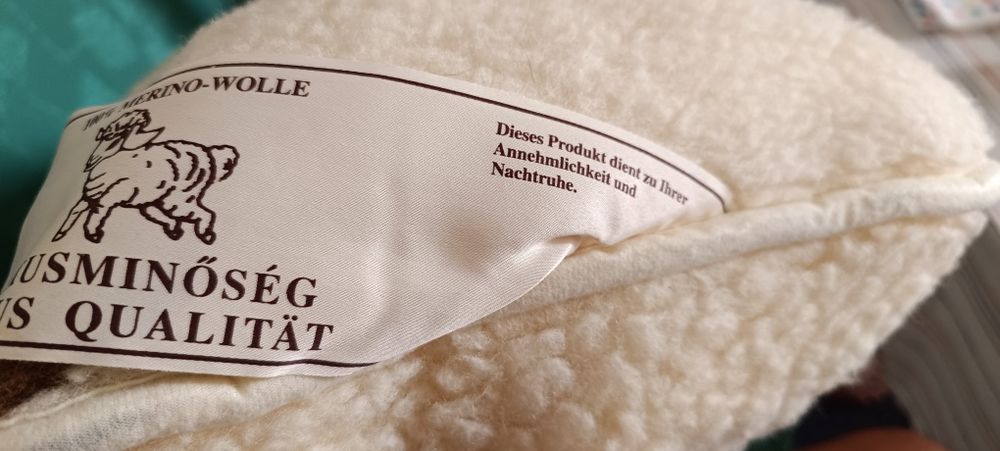 100% MERINO-WOLLE
USMINŐSÉG
US QUALITÄT
Dieses Produkt dient zu Ihrer
Annehmlichkeit und
Nachtruhe.